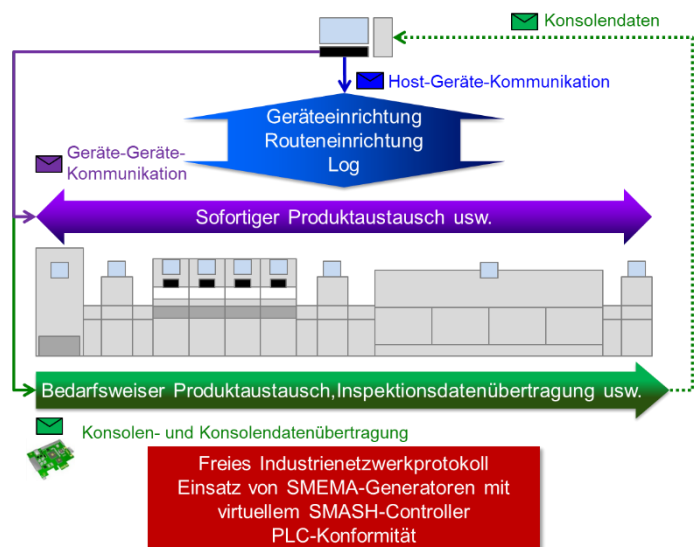 Konsolendaten
Host-Geräte-Kommunikation
Geräteeinrichtung
Routeneinrichtung
Log
Geräte-Geräte-
Kommunikation
Sofortiger Produktaustausch usw.
Bedarfsweiser Produktaustausch,Inspektionsdatenübertragung usw.
Konsolen- und Konsolendatenübertragung
Freies Industrienetzwerkprotokoll
Einsatz von SMEMA-Generatoren mit
virtuellem SMASH-Controller
PLC-Konformität